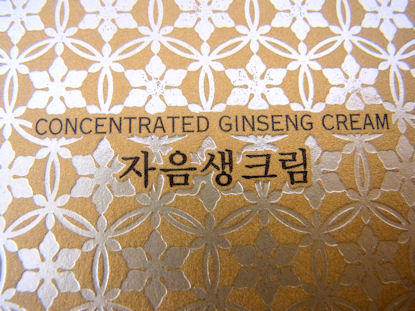 CONCENTRATED GINSENG CREAM
자음생크림